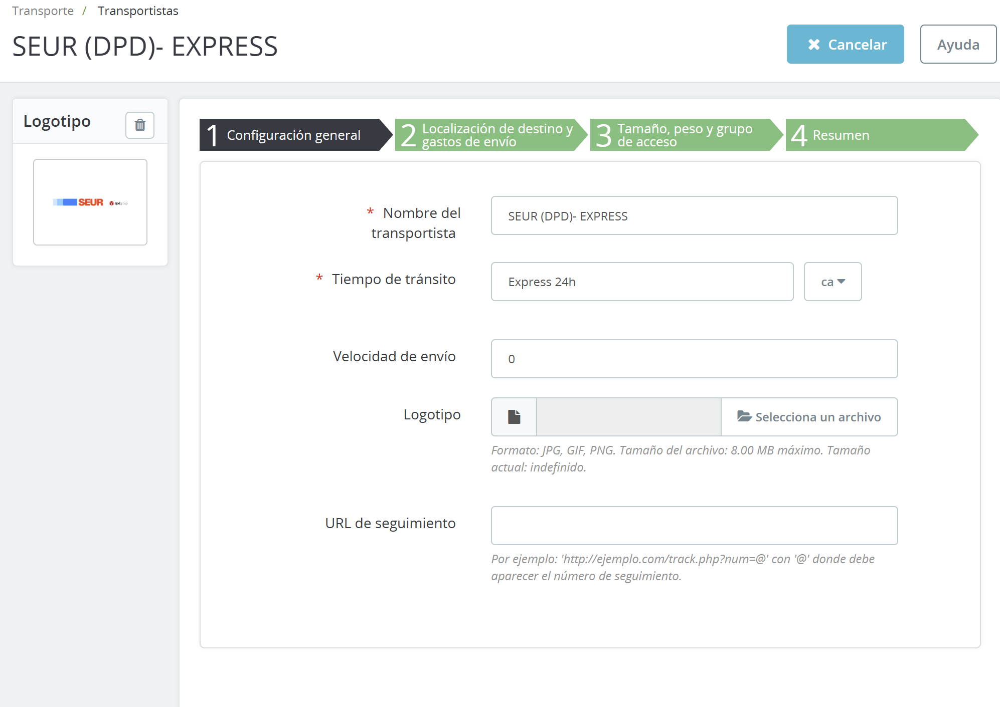 Transporte / Transportistas
SEUR (DPD)- EXPRESS
Cancelar
Ayuda
Logotipo
SEUR dpdgroup
1 Configuración general
2 Localización de destino y
gastos de envío
3 Tamaño, peso y grupo
de acceso
4 Resumen
* Nombre del
transportista
SEUR (DPD)- EXPRESS
* Tiempo de tránsito
Express 24h
ca
Velocidad de envío
0
Logotipo
Selecciona un archivo
Formato: JPG, GIF, PNG. Tamaño del archivo: 8.00 MB máximo. Tamaño
actual: indefinido.
URL de seguimiento
Por ejemplo: 'http://ejemplo.com/track.php?num=@' con '@' donde debe
aparecer el número de seguimiento.